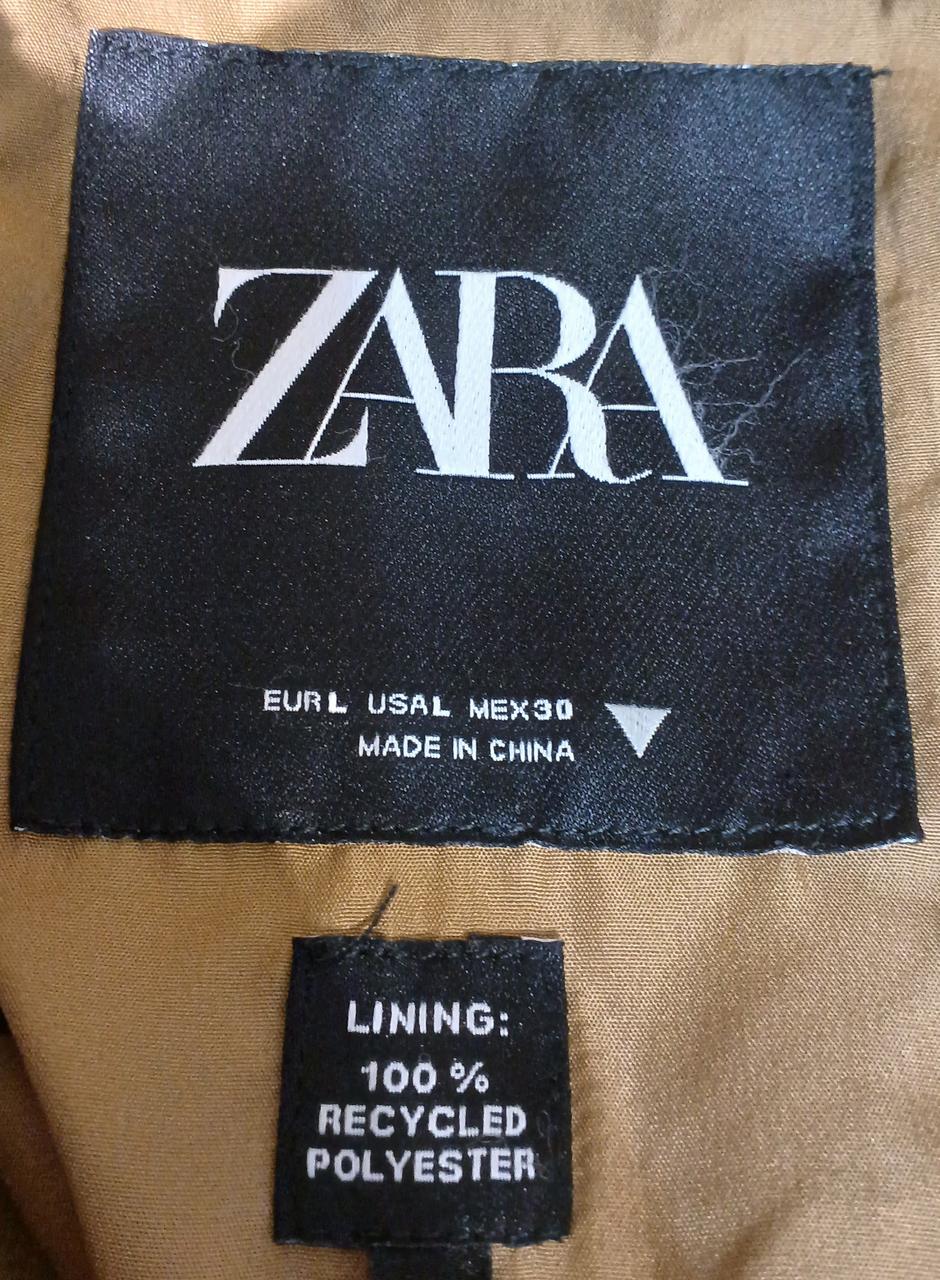 ZARA
EUR L USA L MEX 30
MADE IN CHINA
LINING:
100 %
RECYCLED
POLYESTER